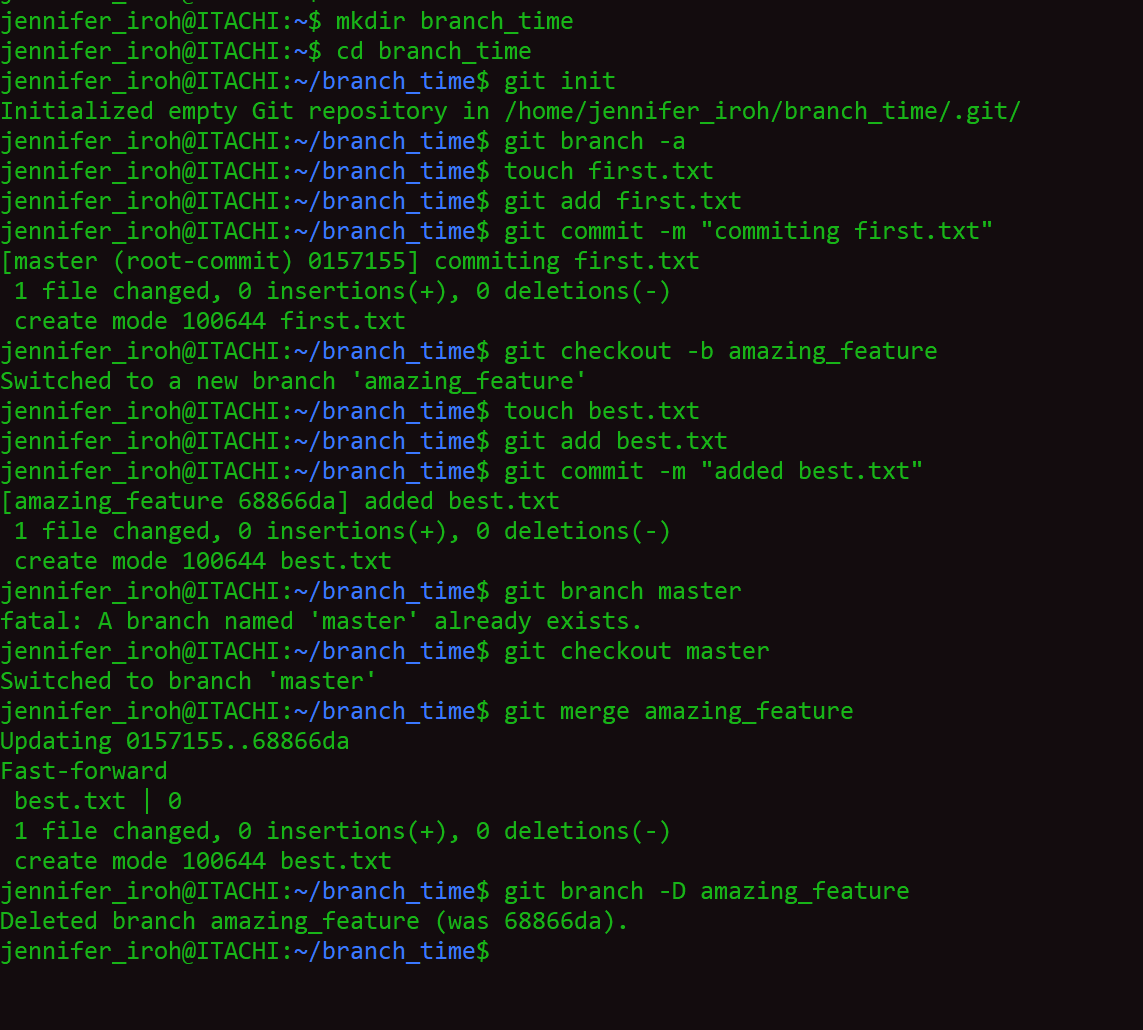 jennifer_iroh@ITACHI:~$ mkdir branch_time
jennifer_iroh@ITACHI:~$ cd branch_time
jennifer_iroh@ITACHI:~/branch_time$ git init
Initialized empty Git repository in /home/jennifer_iroh/branch_time/.git/
jennifer_iroh@ITACHI:~/branch_time$ git branch -a
jennifer_iroh@ITACHI:~/branch_time$ touch first.txt
jennifer_iroh@ITACHI:~/branch_time$ git add first.txt
jennifer_iroh@ITACHI:~/branch_time$ git commit -m "commiting first.txt"
[master (root-commit) 0157155] commiting first.txt
 1 file changed, 0 insertions(+), 0 deletions(-)
 create mode 100644 first.txt
jennifer_iroh@ITACHI:~/branch_time$ git checkout -b amazing_feature
Switched to a new branch 'amazing_feature'
jennifer_iroh@ITACHI:~/branch_time$ touch best.txt
jennifer_iroh@ITACHI:~/branch_time$ git add best.txt
jennifer_iroh@ITACHI:~/branch_time$ git commit -m "added best.txt"
[amazing_feature 68866da] added best.txt
 1 file changed, 0 insertions(+), 0 deletions(-)
 create mode 100644 best.txt
jennifer_iroh@ITACHI:~/branch_time$ git branch master
fatal: A branch named 'master' already exists.
jennifer_iroh@ITACHI:~/branch_time$ git checkout master
Switched to branch 'master'
jennifer_iroh@ITACHI:~/branch_time$ git merge amazing_feature
Updating 0157155..68866da
Fast-forward
 best.txt | 0
 1 file changed, 0 insertions(+), 0 deletions(-)
 create mode 100644 best.txt
jennifer_iroh@ITACHI:~/branch_time$ git branch -D amazing_feature
Deleted branch amazing_feature (was 68866da).
jennifer_iroh@ITACHI:~/branch_time$